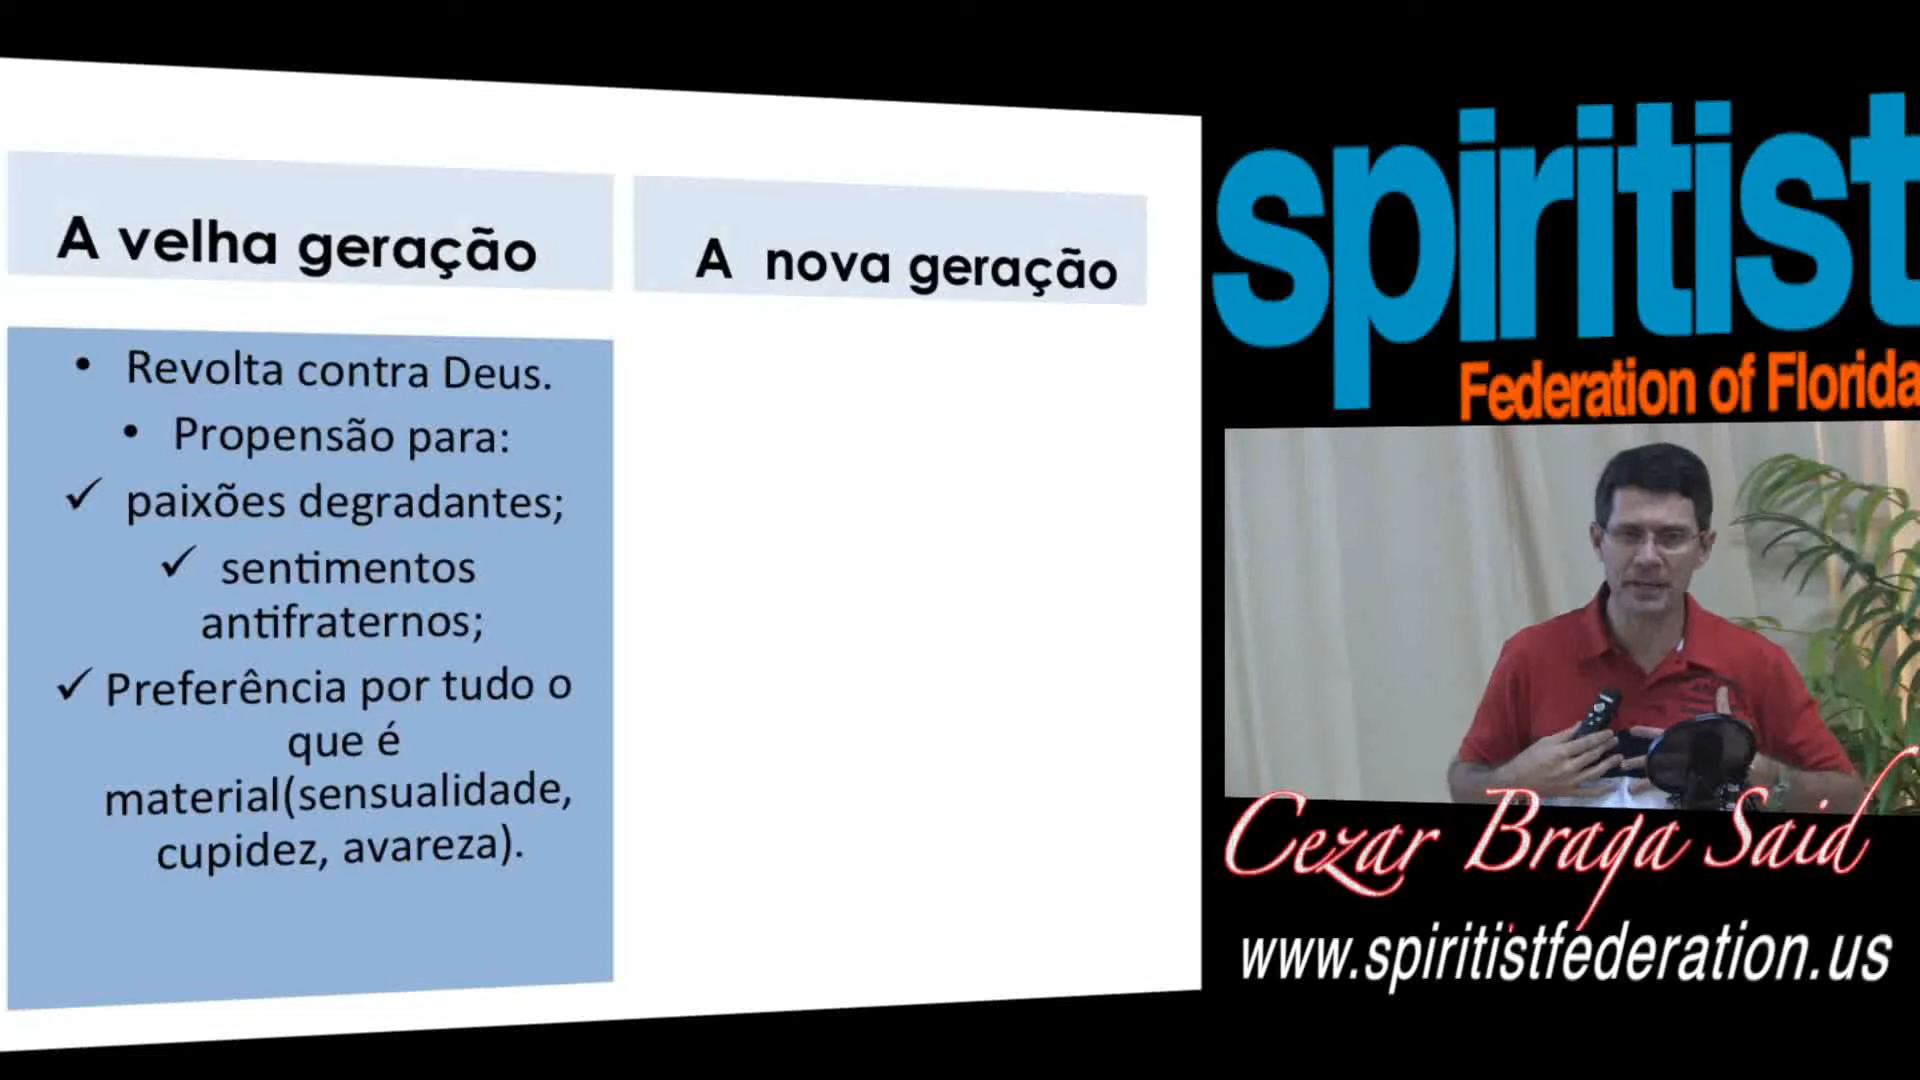 A velha geração
A nova geração
• Revolta contra Deus.
• Propensão para:
✓ paixões degradantes;
✓ sentimentos
antifraternos;
✓ Preferência por tudo o
que é
material(sensualidade,
cupidez, avareza).
spiritist
Federation of Florida
Cezar Braga Said
www.spiritistfederation.us